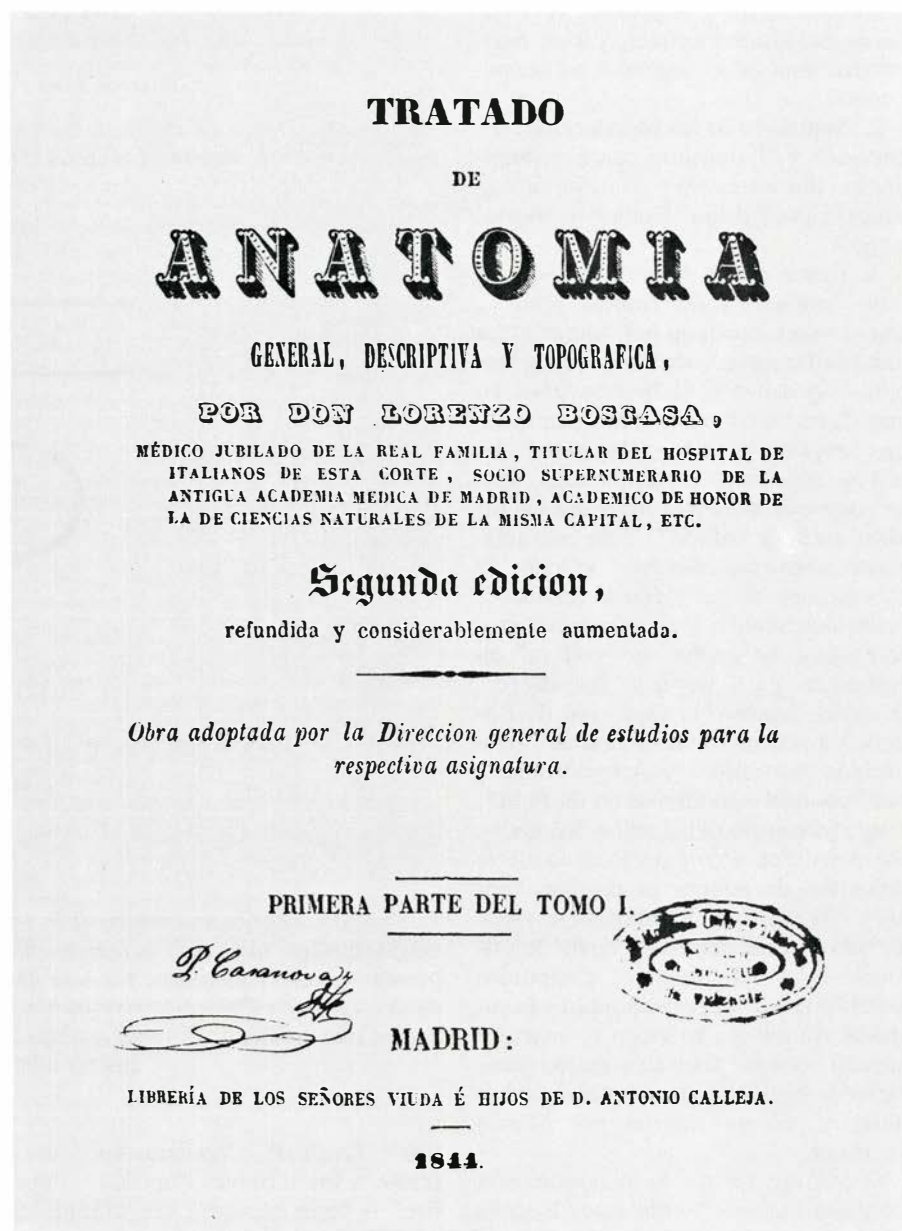 TRATADO
DE
ANATOMIA
GENERAL, DESCRIPTIVA Y TOPOGRAFICA,
POR DON LORENZO BOSCASA,
MÉDICO JUBILADO DE LA REAL FAMILIA, TITULAR DEL HOSPITAL DE
ITALIANOS DE ESTA CORTE, SOCIO SUPERNUMERARIO DE LA
ANTIGUA ACADEMIA MEDICA DE MADRID, ACADEMICO DE HONOR DE
LA DE CIENCIAS NATURALES DE LA MISMA CAPITAL, ETC.
Segunda edicion,
refundida y considerablemente aumentada.
Obra adoptada por la Direccion general de estudios para la
respectiva asignatura.
PRIMERA PARTE DEL TOMO I.
P. Casanova
de Valencia
MADRID:
LIBRERÍA DE LOS SEÑORES VIUDA É HIJOS DE D. ANTONIO CALLEJA.
1844.